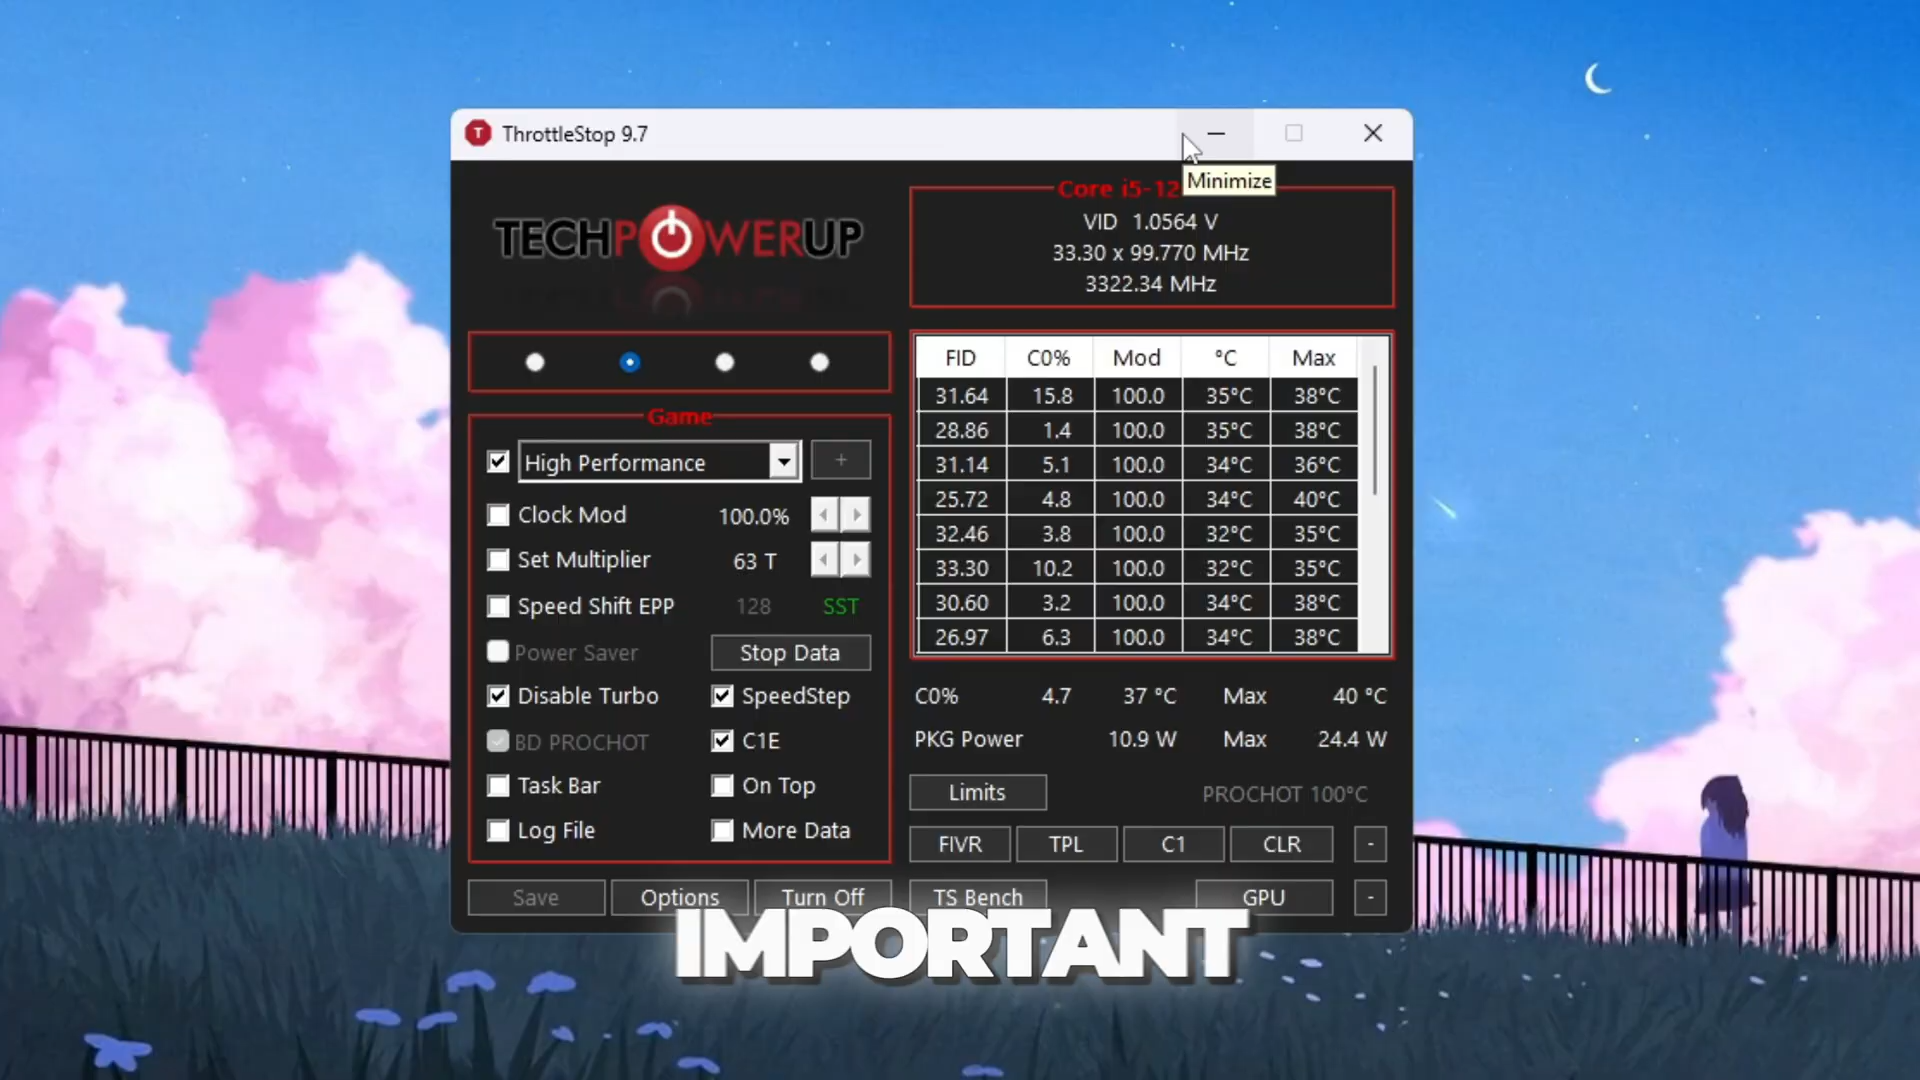 ThrottleStop 9.7
Minimize
TECHPOWERUP
Core i5-12
VID 1.0564 V
33.30 x 99.770 MHz
3322.34 MHz
Game
High Performance +
Clock Mod 100.0%
Set Multiplier 63 T
Speed Shift EPP 128 SST
Power Saver Stop Data
Disable Turbo SpeedStep
BD PROCHOT C1E
Task Bar On Top
Log File More Data
FID C0% Mod °C Max
31.64 15.8 100.0 35°C 38°C
28.86 1.4 100.0 35°C 38°C
31.14 5.1 100.0 34°C 36°C
25.72 4.8 100.0 34°C 40°C
32.46 3.8 100.0 32°C 35°C
33.30 10.2 100.0 32°C 35°C
30.60 3.2 100.0 34°C 38°C
26.97 6.3 100.0 34°C 38°C
C0% 4.7 37 °C Max 40 °C
PKG Power 10.9 W Max 24.4 W
Limits PROCHOT 100°C
FIVR TPL C1 CLR -
Save Options Turn Off TS Bench GPU -
IMPORTANT